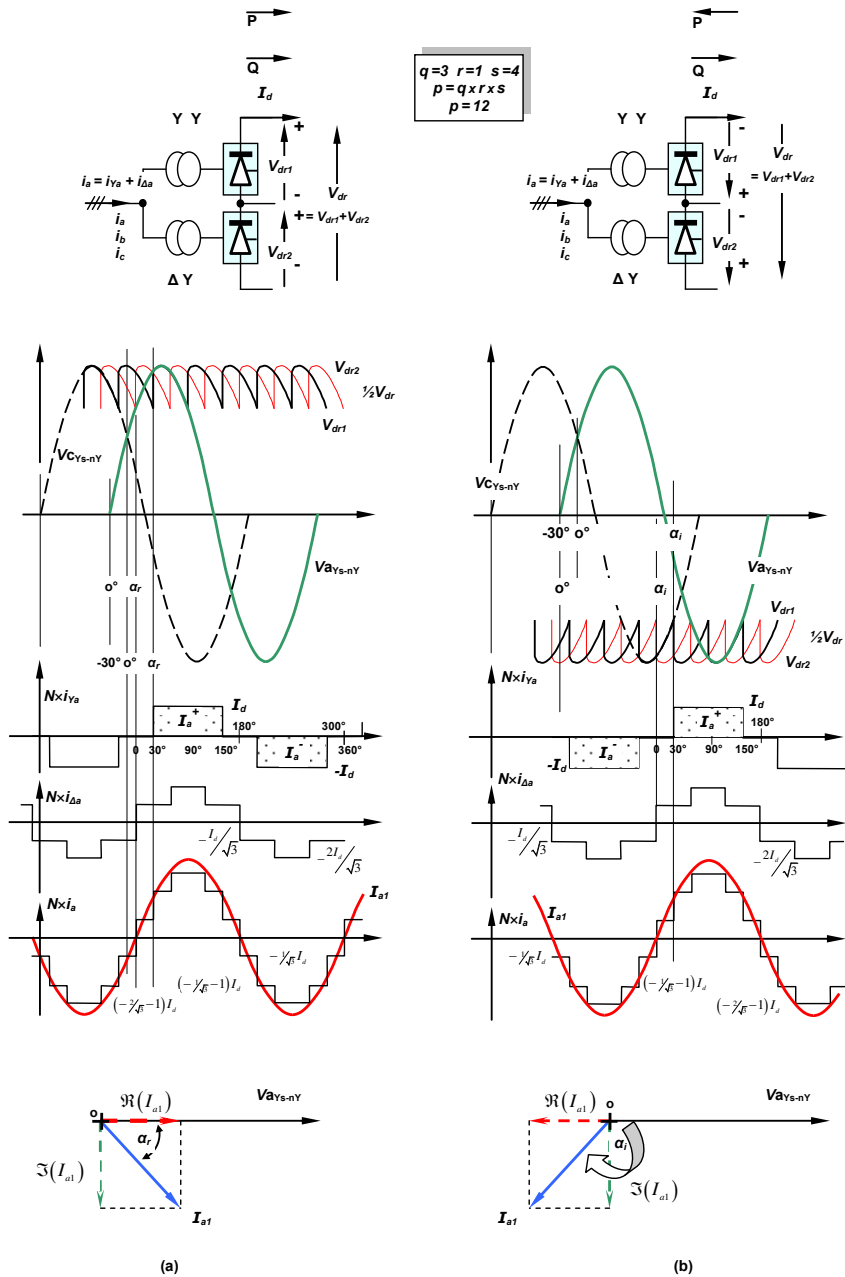 P
Q
I_d
Y Y
+
V_dr1
i_a = i_Ya + i_Δa
-
V_dr
+
= V_dr1+V_dr2
i_a
i_b
i_c
V_dr2
-
Δ Y
q =3 r =1 s =4
p = q x r x s
p = 12
P
Q
I_d
Y Y
-
V_dr1
V_dr
i_a = i_Ya + i_Δa
= V_dr1+V_dr2
+
-
i_a
i_b
i_c
V_dr2
+
Δ Y
V_dr2
½V_dr
V_dr1
Vc_Ys-nY
Va_Ys-nY
o° α_r
-30° o° α_r
N×i_Ya
I_d
I_a^+
180° 300°
0 30° 90° 150° I_a^- 360°
-I_d
N×i_Δa
-I_d/√3
-2I_d/√3
N×i_a
I_a1
-1/√3 I_d
(-1/√3-1)I_d
(-2/√3-1)I_d
o ℜ(I_a1) Va_Ys-nY
α_r
ℑ(I_a1)
I_a1
(a)
Vc_Ys-nY
-30° o° α_i
Va_Ys-nY
o° α_i
V_dr1
½V_dr
V_dr2
N×i_Ya
I_d
I_a^+
180°
I_a^- 0 30° 90° 150°
-I_d
N×i_Δa
-I_d/√3
-2I_d/√3
N×i_a
I_a1
-1/√3 I_d
(-1/√3-1)I_d
(-2/√3-1)I_d
ℜ(I_a1) o Va_Ys-nY
α_i
ℑ(I_a1)
I_a1
(b)